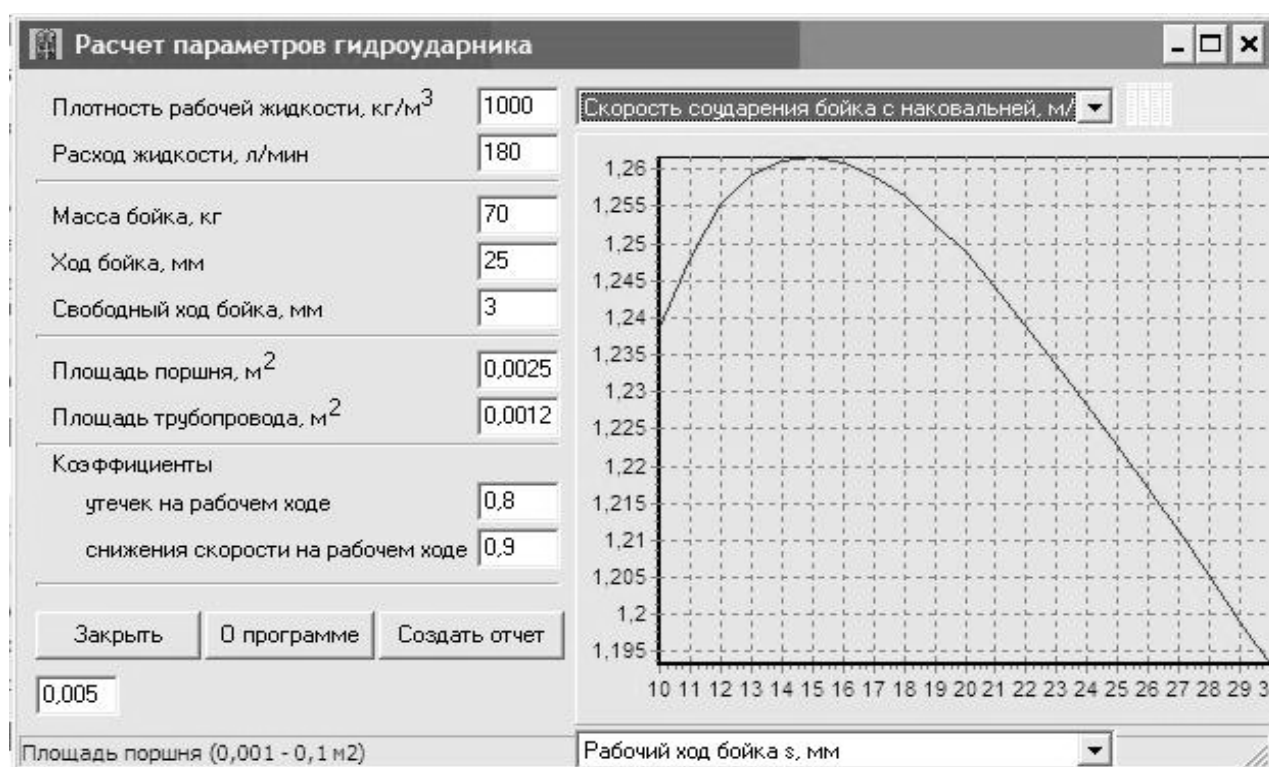 Расчет параметров гидроударника
Плотность рабочей жидкости, кг/м3
1000
Расход жидкости, л/мин
180
Масса бойка, кг
70
Ход бойка, мм
25
Свободный ход бойка, мм
3
Площадь поршня, м2
0,0025
Площадь трубопровода, м2
0,0012
Коэффициенты
утечек на рабочем ходе
0,8
снижения скорости на рабочем ходе
0,9
Закрыть
О программе
Создать отчет
0,005
Площадь поршня (0,001 - 0,1 м2)
Скорость соударения бойка с наковальней, м/
1,26
1,255
1,25
1,245
1,24
1,235
1,23
1,225
1,22
1,215
1,21
1,205
1,2
1,195
10 11 12 13 14 15 16 17 18 19 20 21 22 23 24 25 26 27 28 29 3
Рабочий ход бойка s, мм